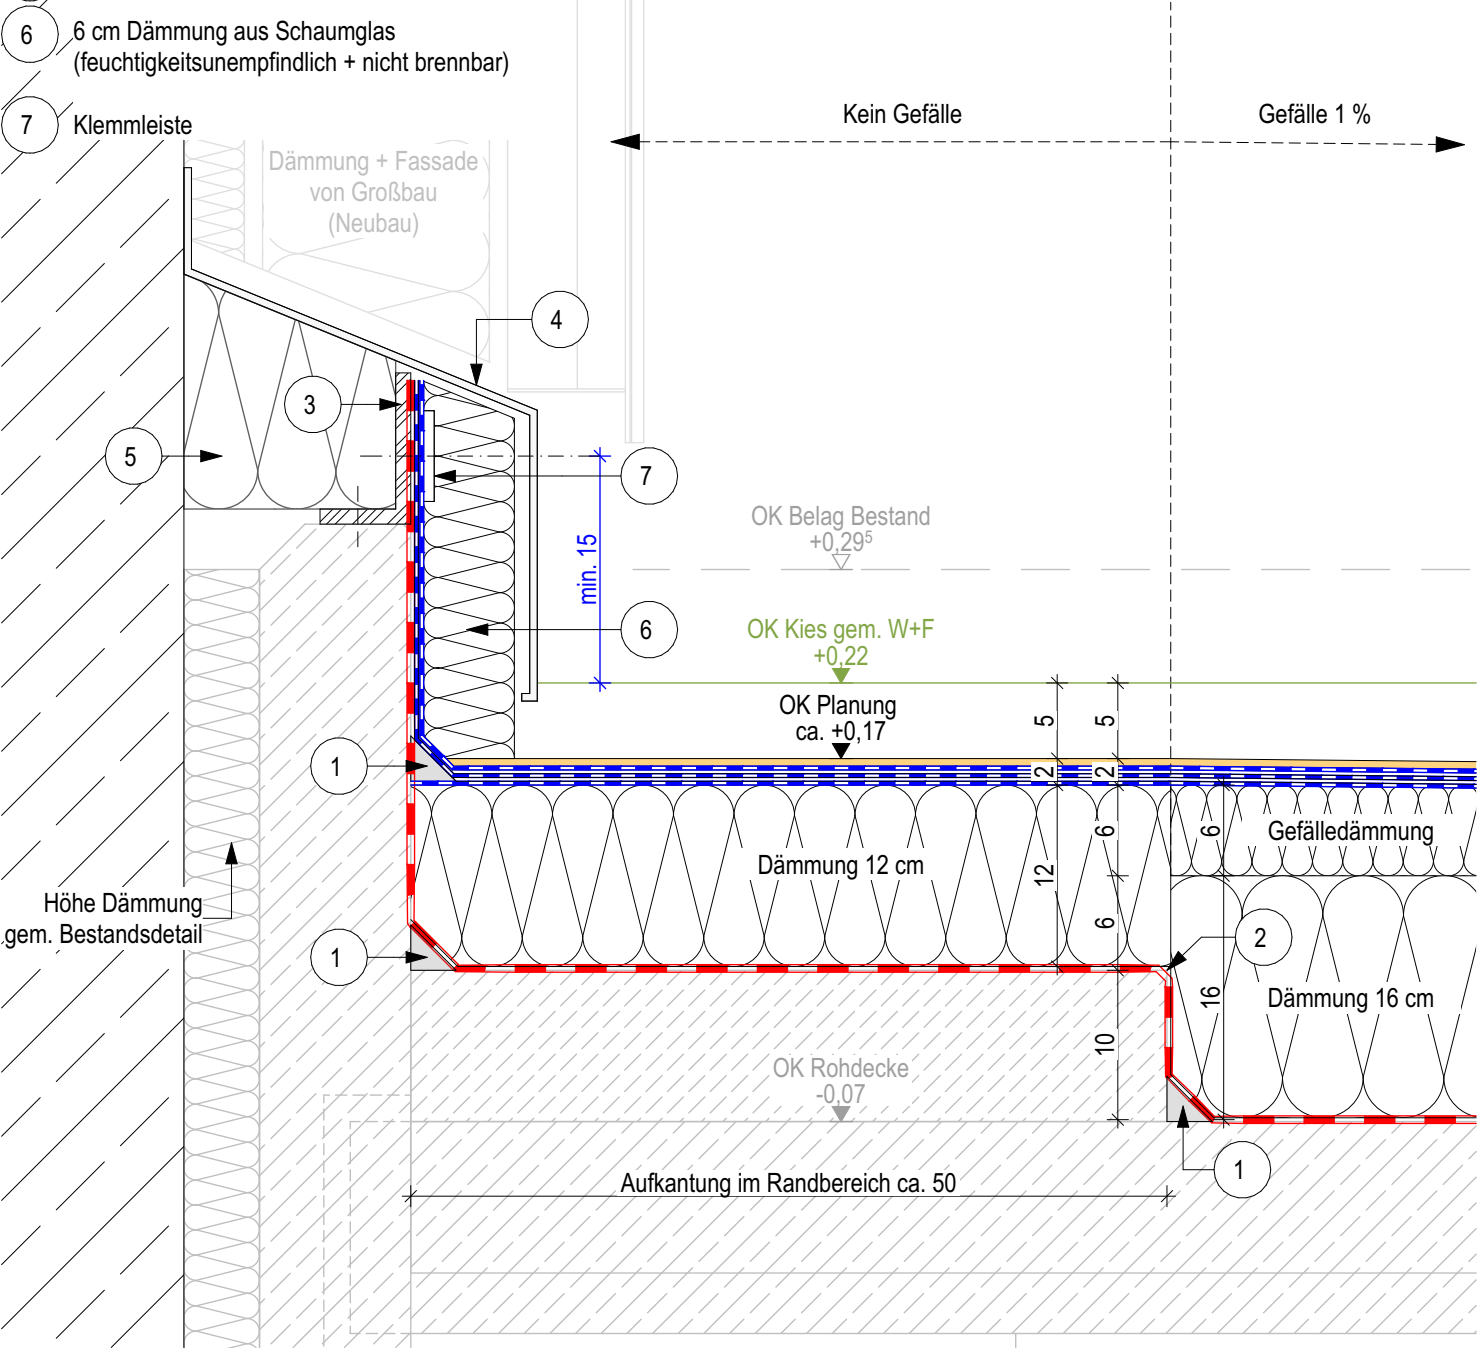 6
6 cm Dämmung aus Schaumglas
(feuchtigkeitsunempfindlich + nicht brennbar)
7
Klemmleiste
Kein Gefälle
Gefälle 1 %
Dämmung + Fassade
von Großbau
(Neubau)
4
3
5
7
OK Belag Bestand
+0,29⁵
min. 15
6
OK Kies gem. W+F
+0,22
OK Planung
ca. +0,17
5
5
1
2
2
6
6
Gefälledämmung
Dämmung 12 cm
12
Höhe Dämmung
gem. Bestandsdetail
6
2
1
16
Dämmung 16 cm
10
OK Rohdecke
-0,07
Aufkantung im Randbereich ca. 50
1